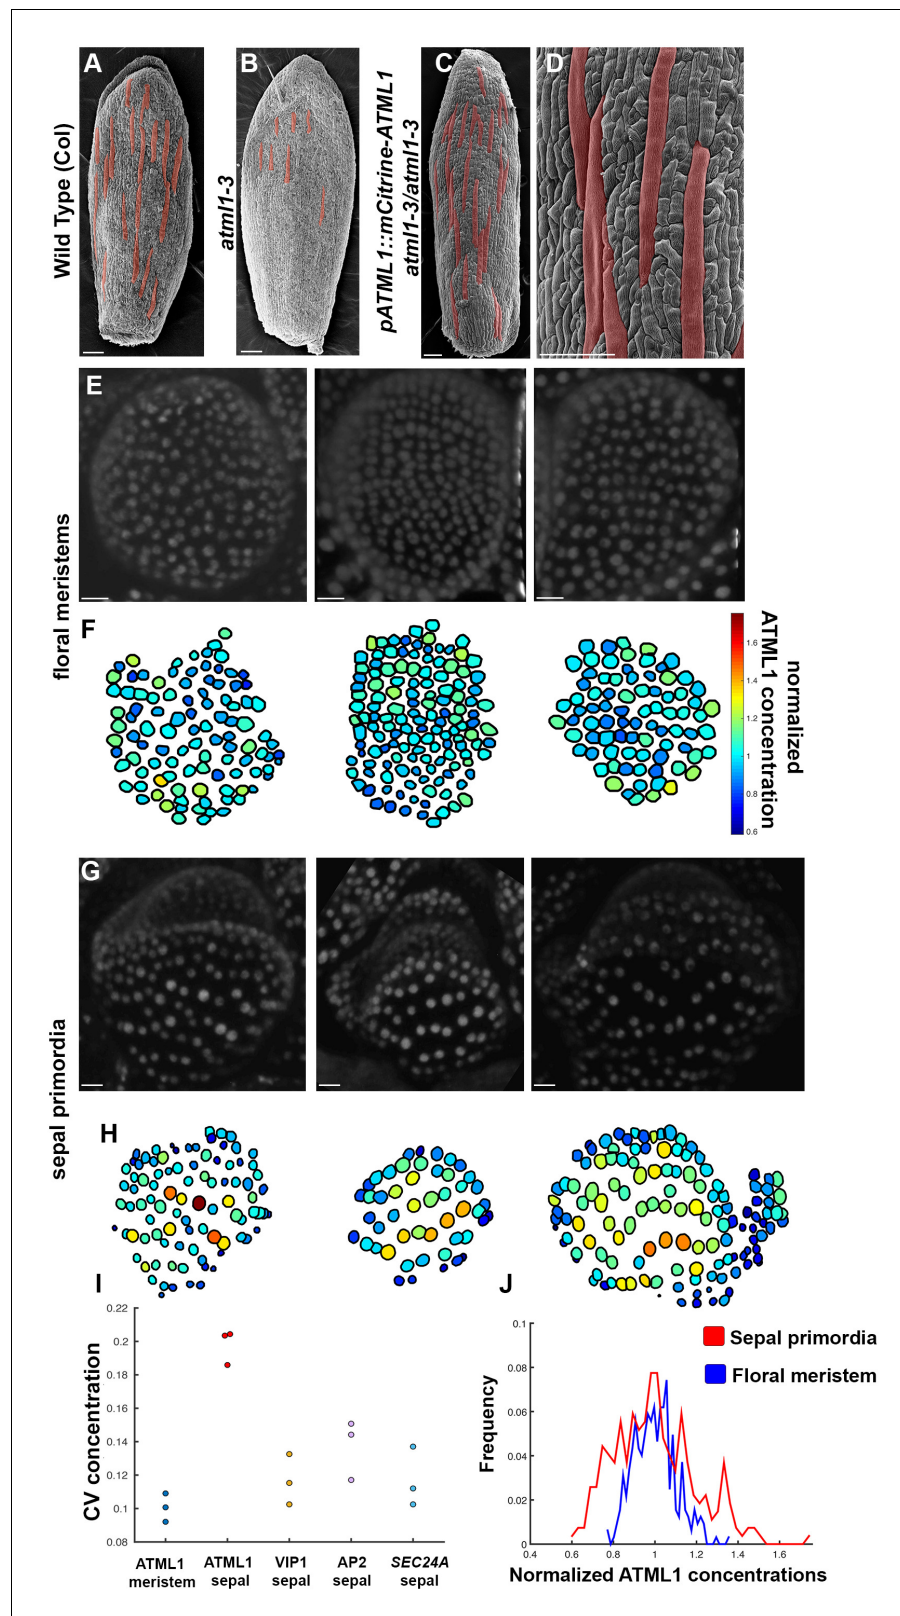 A
B
C
D
Wild Type (Col)
atml1-3
pATML1::mCitrine-ATML1
atml1-3/atml1-3
E
floral meristems
F
normalized
ATML1 concentration
1.6
1.4
1.2
1
0.8
0.6
G
sepal primordia
H
I
CV concentration
0.22
0.2
0.18
0.16
0.14
0.12
0.1
0.08
ATML1
meristem
ATML1
sepal
VIP1
sepal
AP2
sepal
SEC24A
sepal
J
Sepal primordia
Floral meristem
Frequency
0.1
0.08
0.06
0.04
0.02
0
0.4
0.6
0.8
1
1.2
1.4
1.6
Normalized ATML1 concentrations